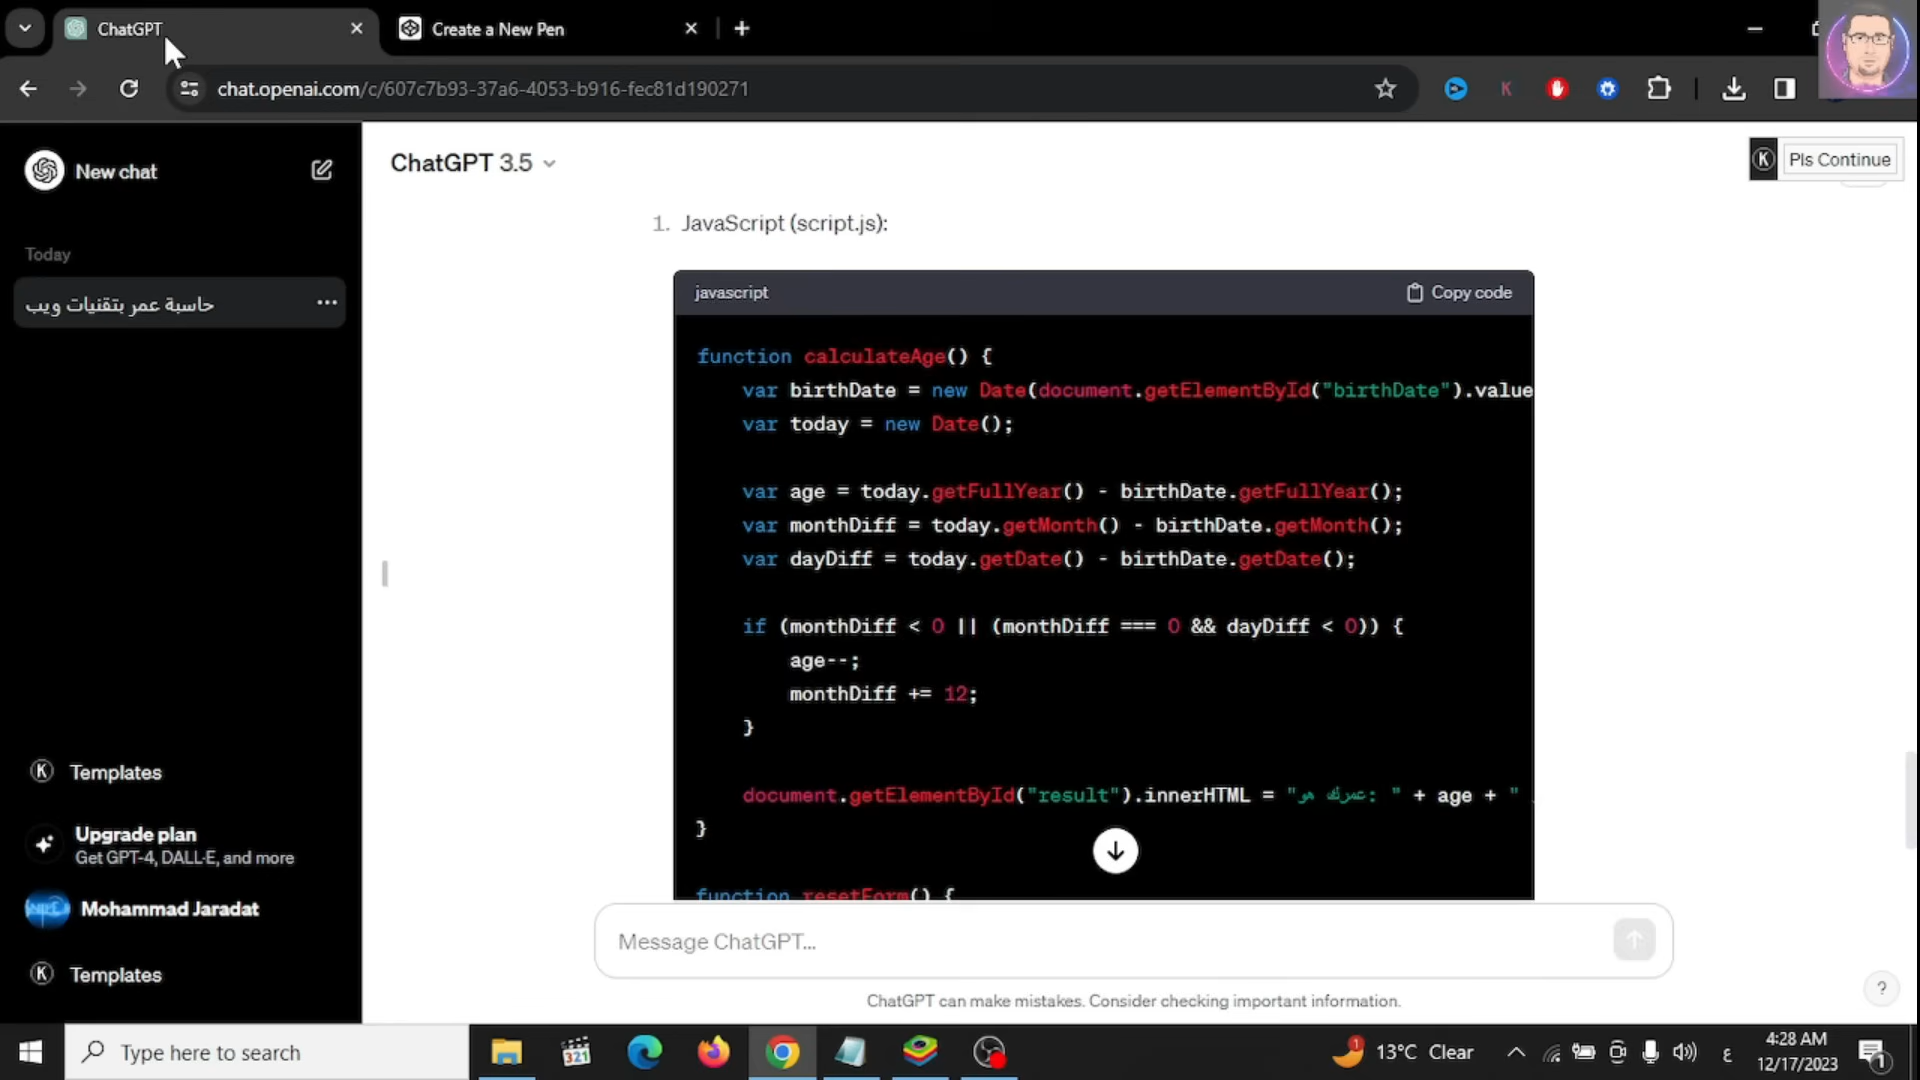 ChatGPT
Create a New Pen
chat.openai.com/c/607c7b93-37a6-4053-b916-fec81d190271
K
New chat
ChatGPT 3.5
K
Pls Continue
Today
حاسبة عمر بتقنيات ويب
1. JavaScript (script.js):
javascript
Copy code
function calculateAge() {
var birthDate = new Date(document.getElementById("birthDate").value
var today = new Date();
var age = today.getFullYear() - birthDate.getFullYear();
var monthDiff = today.getMonth() - birthDate.getMonth();
var dayDiff = today.getDate() - birthDate.getDate();
if (monthDiff < 0 || (monthDiff === 0 && dayDiff < 0)) {
age--;
monthDiff += 12;
}
document.getElementById("result").innerHTML = "عمرك هو: " + age + "
}
function resetForm() {
K Templates
Upgrade plan
Get GPT-4, DALL·E, and more
Mohammad Jaradat
K Templates
Message ChatGPT...
ChatGPT can make mistakes. Consider checking important information.
?
Type here to search
321
1
13°C Clear
ع
4:28 AM
12/17/2023
1